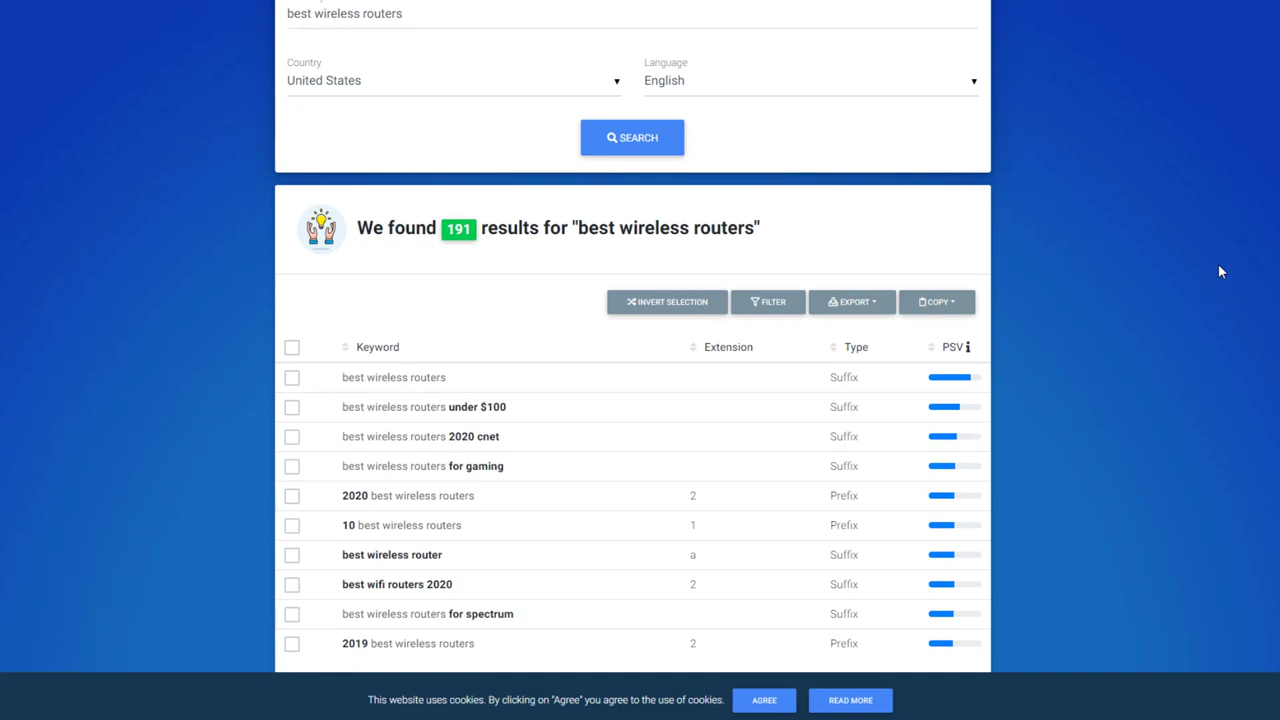 best wireless routers
Country Language
United States English
SEARCH
We found 191 results for "best wireless routers"
INVERT SELECTION FILTER EXPORT COPY
Keyword Extension Type PSV
best wireless routers Suffix
best wireless routers under $100 Suffix
best wireless routers 2020 cnet Suffix
best wireless routers for gaming Suffix
2020 best wireless routers 2 Prefix
10 best wireless routers 1 Prefix
best wireless router a Suffix
best wifi routers 2020 2 Suffix
best wireless routers for spectrum Suffix
2019 best wireless routers 2 Prefix
This website uses cookies. By clicking on "Agree" you agree to the use of cookies. AGREE READ MORE